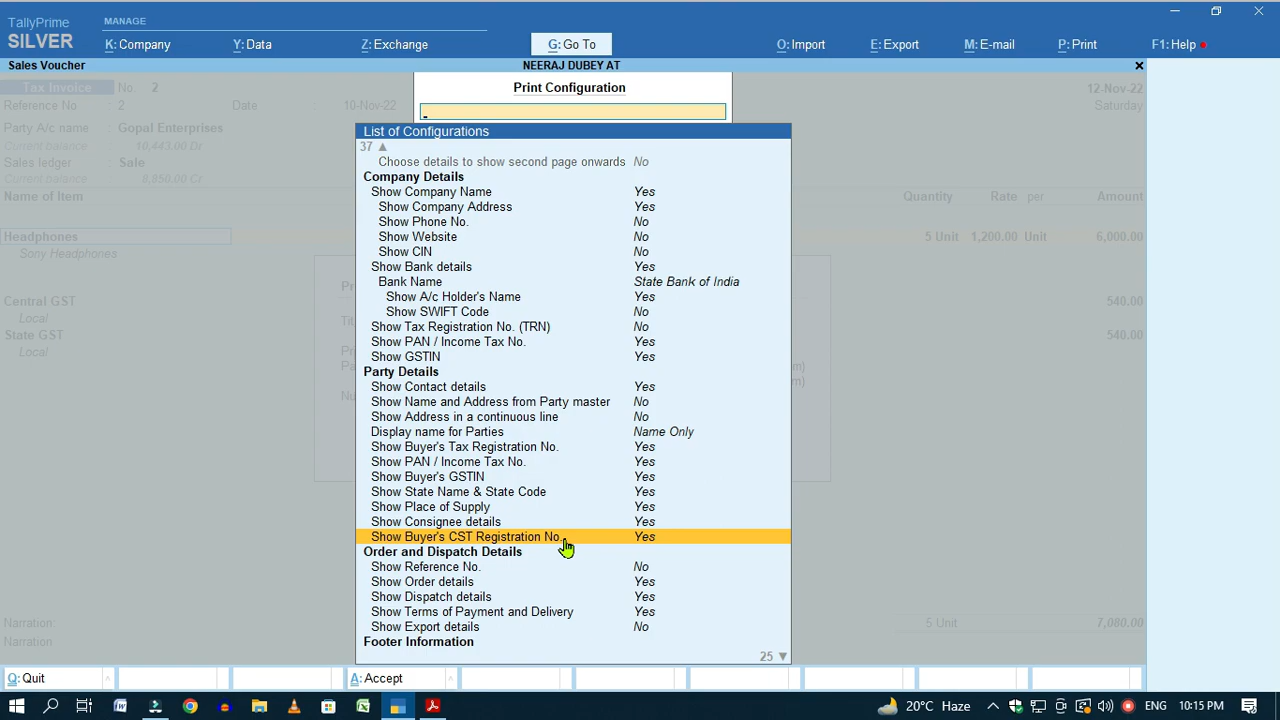 TallyPrime
MANAGE
SILVER
K: Company
Y: Data
Z: Exchange
G: Go To
O: Import
E: Export
M: E-mail
P: Print
F1: Help
Sales Voucher
NEERAJ DUBEY AT
Tax Invoice No. 2
12-Nov-22
Reference No. : 2 Date : 10-Nov-22
Saturday
Party A/c name : Gopal Enterprises
Current balance : 10,443.00 Dr
Sales ledger : Sale
Current balance : 8,850.00 Cr
Name of Item Quantity Rate per Amount
Headphones 5 Unit 1,200.00 Unit 6,000.00
Sony Headphones
Central GST 540.00
Local
State GST 540.00
Local
Narration: 5 Unit 7,080.00
Narration
Print Configuration
List of Configurations
37
Choose details to show second page onwards No
Company Details
Show Company Name Yes
Show Company Address Yes
Show Phone No. No
Show Website No
Show CIN No
Show Bank details Yes
Bank Name State Bank of India
Show A/c Holder's Name Yes
Show SWIFT Code No
Show Tax Registration No. (TRN) No
Show PAN / Income Tax No. Yes
Show GSTIN Yes
Party Details
Show Contact details Yes
Show Name and Address from Party master No
Show Address in a continuous line No
Display name for Parties Name Only
Show Buyer's Tax Registration No. Yes
Show PAN / Income Tax No. Yes
Show Buyer's GSTIN Yes
Show State Name & State Code Yes
Show Place of Supply Yes
Show Consignee details Yes
Show Buyer's CST Registration No. Yes
Order and Dispatch Details
Show Reference No. No
Show Order details Yes
Show Dispatch details Yes
Show Terms of Payment and Delivery Yes
Show Export details No
Footer Information
25
Q: Quit
A: Accept
20°C Haze
ENG
10:15 PM